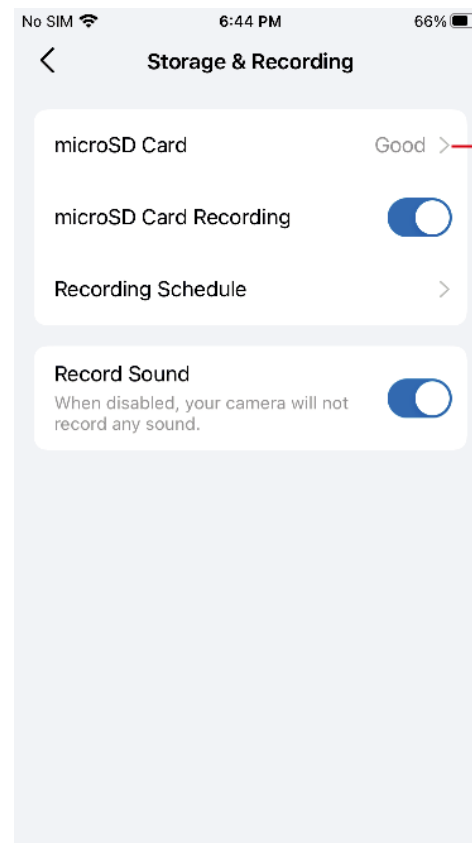 No SIM 6:44 PM 66%
Storage & Recording
microSD Card Good
microSD Card Recording
Recording Schedule
Record Sound
When disabled, your camera will not
record any sound.